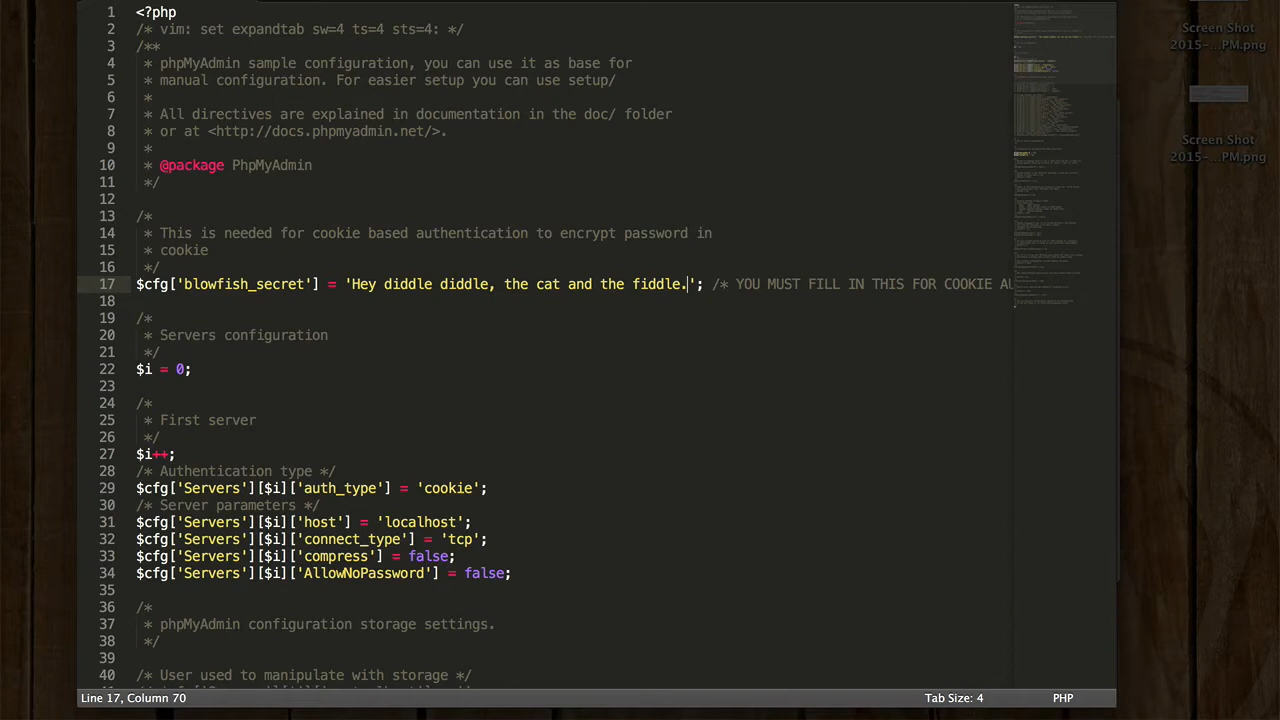 1 <?php
2 /* vim: set expandtab sw=4 ts=4 sts=4: */
3 /**
4  * phpMyAdmin sample configuration, you can use it as base for
5  * manual configuration. For easier setup you can use setup/
6  *
7  * All directives are explained in documentation in the doc/ folder
8  * or at <http://docs.phpmyadmin.net/>.
9  *
10  * @package PhpMyAdmin
11  */
12
13 /*
14  * This is needed for cookie based authentication to encrypt password in
15  * cookie
16  */
17 $cfg['blowfish_secret'] = 'Hey diddle diddle, the cat and the fiddle.'; /* YOU MUST FILL IN THIS FOR COOKIE AU
18
19 /*
20  * Servers configuration
21  */
22 $i = 0;
23
24 /*
25  * First server
26  */
27 $i++;
28 /* Authentication type */
29 $cfg['Servers'][$i]['auth_type'] = 'cookie';
30 /* Server parameters */
31 $cfg['Servers'][$i]['host'] = 'localhost';
32 $cfg['Servers'][$i]['connect_type'] = 'tcp';
33 $cfg['Servers'][$i]['compress'] = false;
34 $cfg['Servers'][$i]['AllowNoPassword'] = false;
35
36 /*
37  * phpMyAdmin configuration storage settings.
38  */
39
40 /* User used to manipulate with storage */
Line 17, Column 70
Tab Size: 4
PHP
Screen Shot
2015-...PM.png
Screen Shot
2015-...PM.png